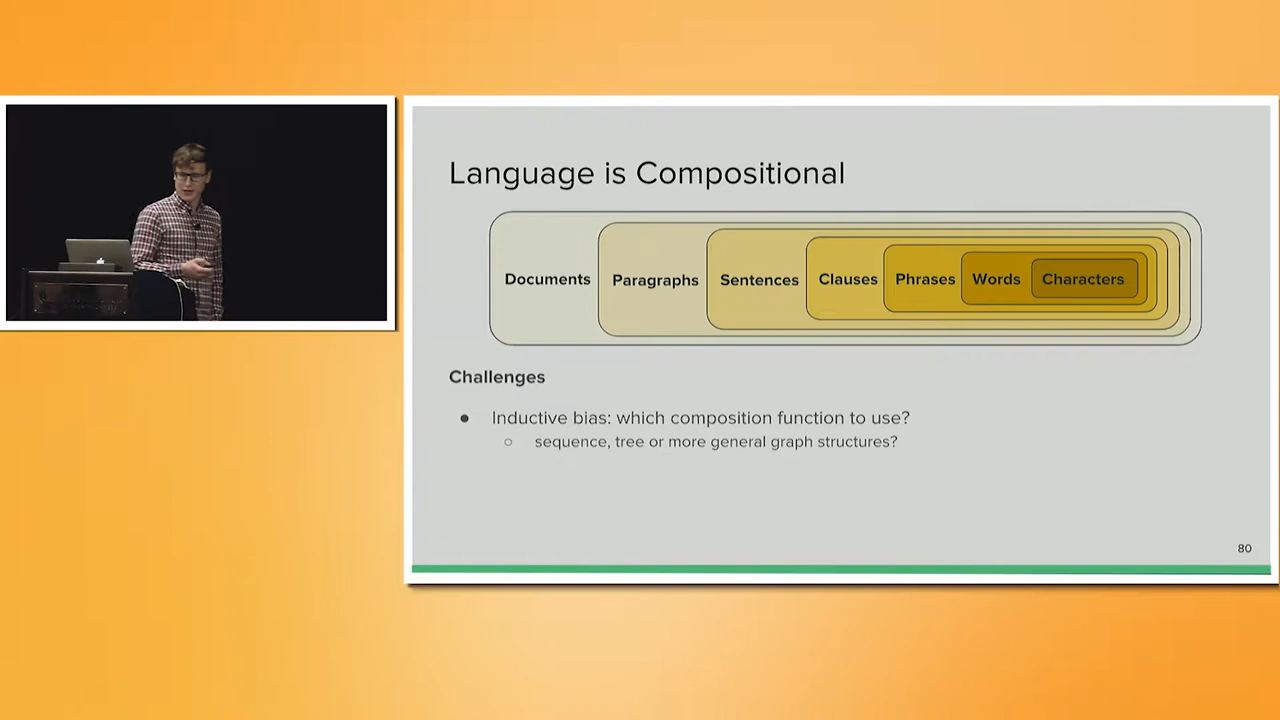 Language is Compositional
Documents Paragraphs Sentences Clauses Phrases Words Characters
Challenges
● Inductive bias: which composition function to use?
○ sequence, tree or more general graph structures?
80